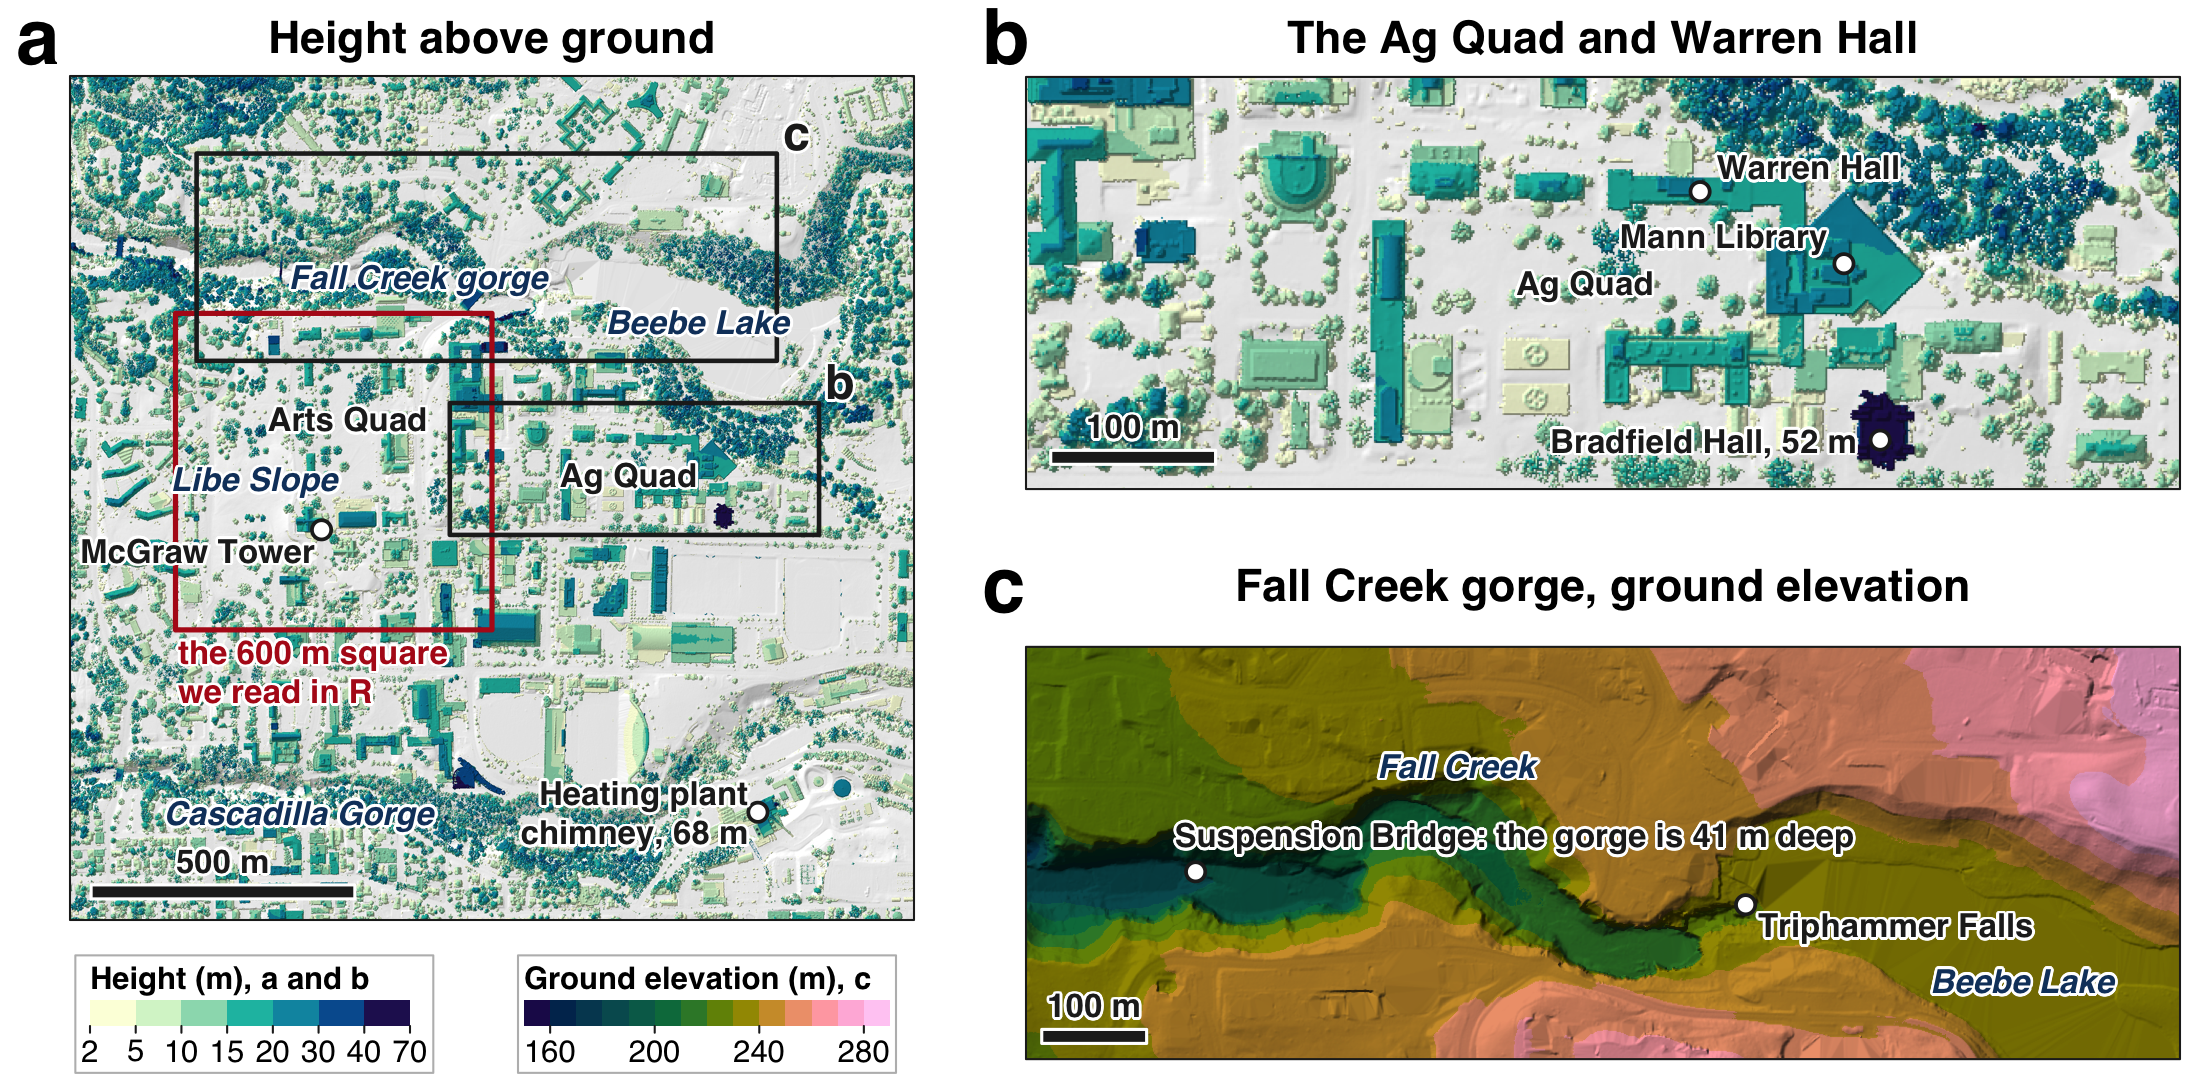 a
Height above ground
c
Fall Creek gorge
Beebe Lake
b
Arts Quad
Libe Slope
Ag Quad
McGraw Tower
the 600 m square
we read in R
Heating plant
chimney, 68 m
Cascadilla Gorge
500 m
Height (m), a and b
2 5 10 15 20 30 40 70
Ground elevation (m), c
160 200 240 280
b
The Ag Quad and Warren Hall
Warren Hall
Mann Library
Ag Quad
100 m
Bradfield Hall, 52 m
c
Fall Creek gorge, ground elevation
Fall Creek
Suspension Bridge: the gorge is 41 m deep
Triphammer Falls
Beebe Lake
100 m